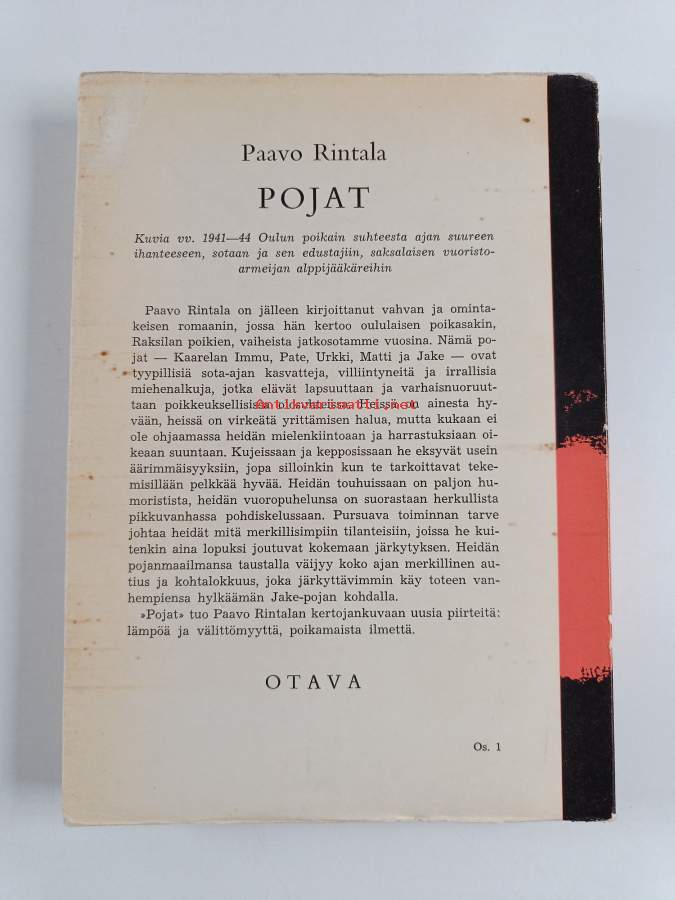 Paavo Rintala
POJAT
Kuvia vv. 1941—44 Oulun poikain suhteesta ajan suureen
ihanteeseen, sotaan ja sen edustajiin, saksalaisen vuoristo-
armeijan alppijääkäreihin
Paavo Rintala on jälleen kirjoittanut vahvan ja ominta-
keisen romaanin, jossa hän kertoo oululaisen poikasakin,
Raksilan poikien, vaiheista jatkosotamme vuosina. Nämä po-
jat — Kaarelan Immu, Pate, Urkki, Matti ja Jake — ovat
tyypillisiä sota-ajan kasvatteja, villiintyneitä ja irrallisia
miehenalkuja, jotka elävät lapsuuttaan ja varhaisnuoruut-
taan poikkeuksellisissa olosuhteissa. Heissä on ainesta hy-
vään, heissä on virkeätä yrittämisen halua, mutta kukaan ei
ole ohjaamassa heidän mielenkiintoaan ja harrastuksiaan oi-
keaan suuntaan. Kujeissaan ja kepposissaan he eksyvät usein
äärimmäisyyksiin, jopa silloinkin kun te tarkoittavat teke-
misillään pelkkää hyvää. Heidän touhuissaan on paljon hu-
moristista, heidän vuoropuhelunsa on suorastaan herkullista
pikkuvanhassa pohdiskelussaan. Pursuava toiminnan tarve
johtaa heidät mitä merkillisimpiin tilanteisiin, joissa he kui-
tenkin aina lopuksi joutuvat kokemaan järkytyksen. Heidän
pojanmaailmansa taustalla väijyy koko ajan merkillinen au-
tius ja kohtalokkuus, joka järkyttävimmin käy toteen van-
hempiensa hylkäämän Jake-pojan kohdalla.
»Pojat» tuo Paavo Rintalan kertojankuvaan uusia piirteitä:
lämpöä ja välittömyyttä, poikamaista ilmettä.
OTAVA
Os. 1